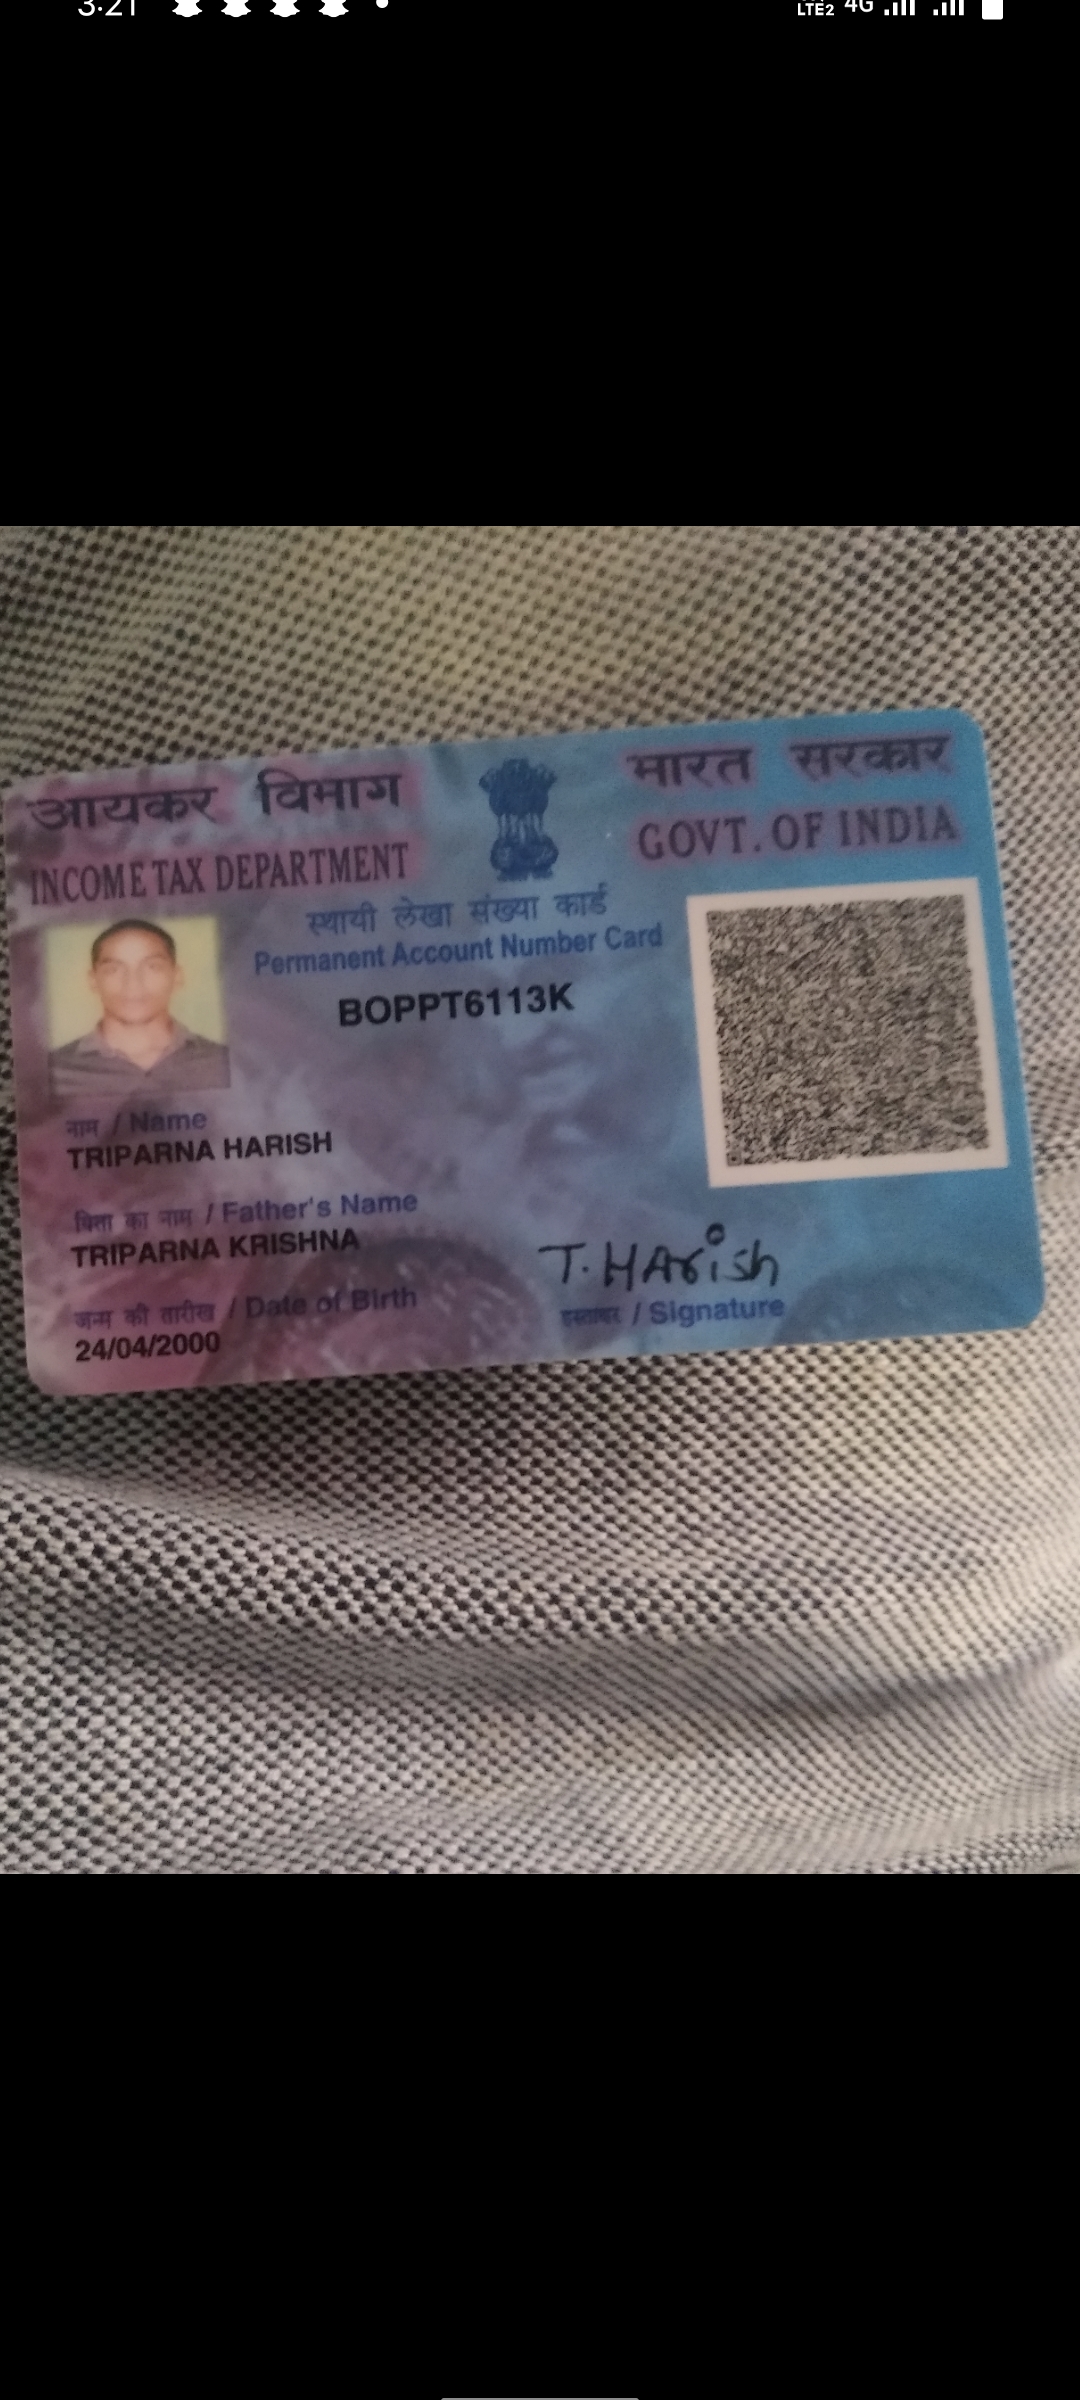 3:21
LTE2 4G
आयकर विभाग
भारत सरकार
INCOME TAX DEPARTMENT
GOVT. OF INDIA
स्थायी लेखा संख्या कार्ड
Permanent Account Number Card
BOPPT6113K
नाम / Name
TRIPARNA HARISH
पिता का नाम / Father's Name
TRIPARNA KRISHNA
जन्म की तारीख / Date of Birth
24/04/2000
T. HARish
हस्ताक्षर / Signature